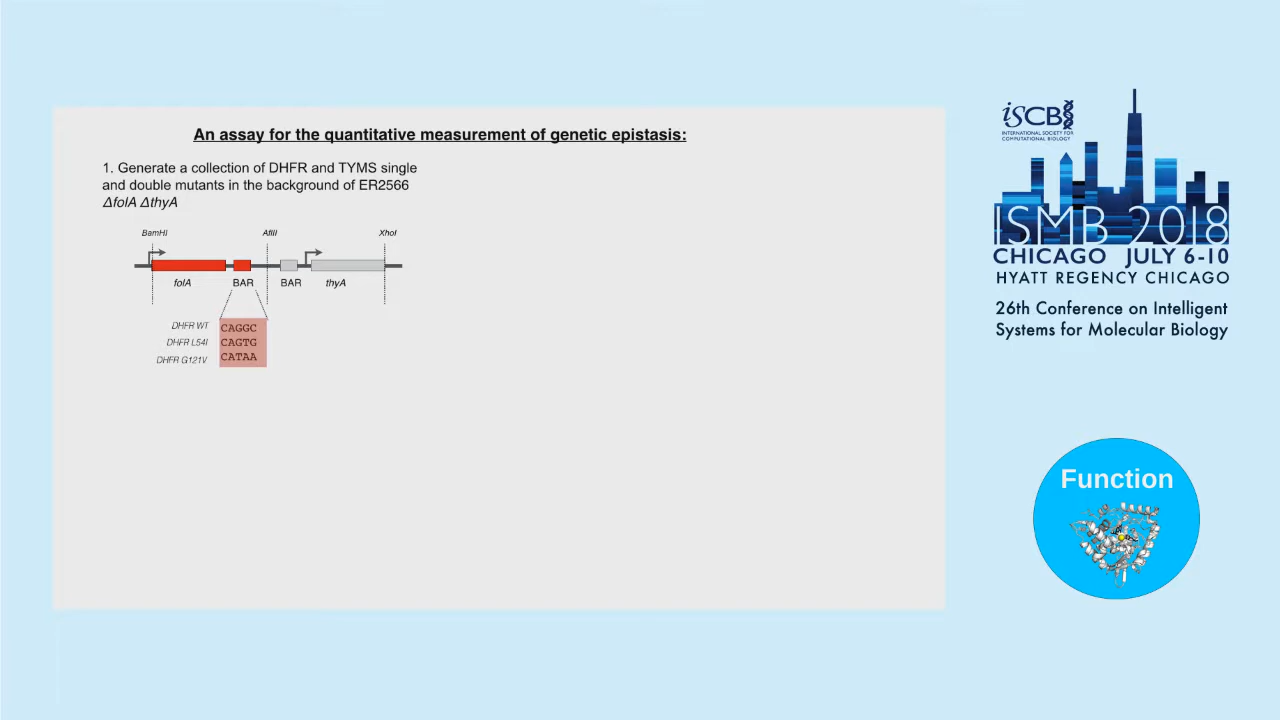 An assay for the quantitative measurement of genetic epistasis:
1. Generate a collection of DHFR and TYMS single
and double mutants in the background of ER2566
ΔfolA ΔthyA
BamHI AflII XhoI
folA BAR BAR thyA
DHFR WT CAGGC
DHFR L54I CAGTG
DHFR G121V CATAA
iSCB
INTERNATIONAL SOCIETY FOR
COMPUTATIONAL BIOLOGY
ISMB 2018
CHICAGO JULY 6-10
HYATT REGENCY CHICAGO
26th Conference on Intelligent
Systems for Molecular Biology
Function